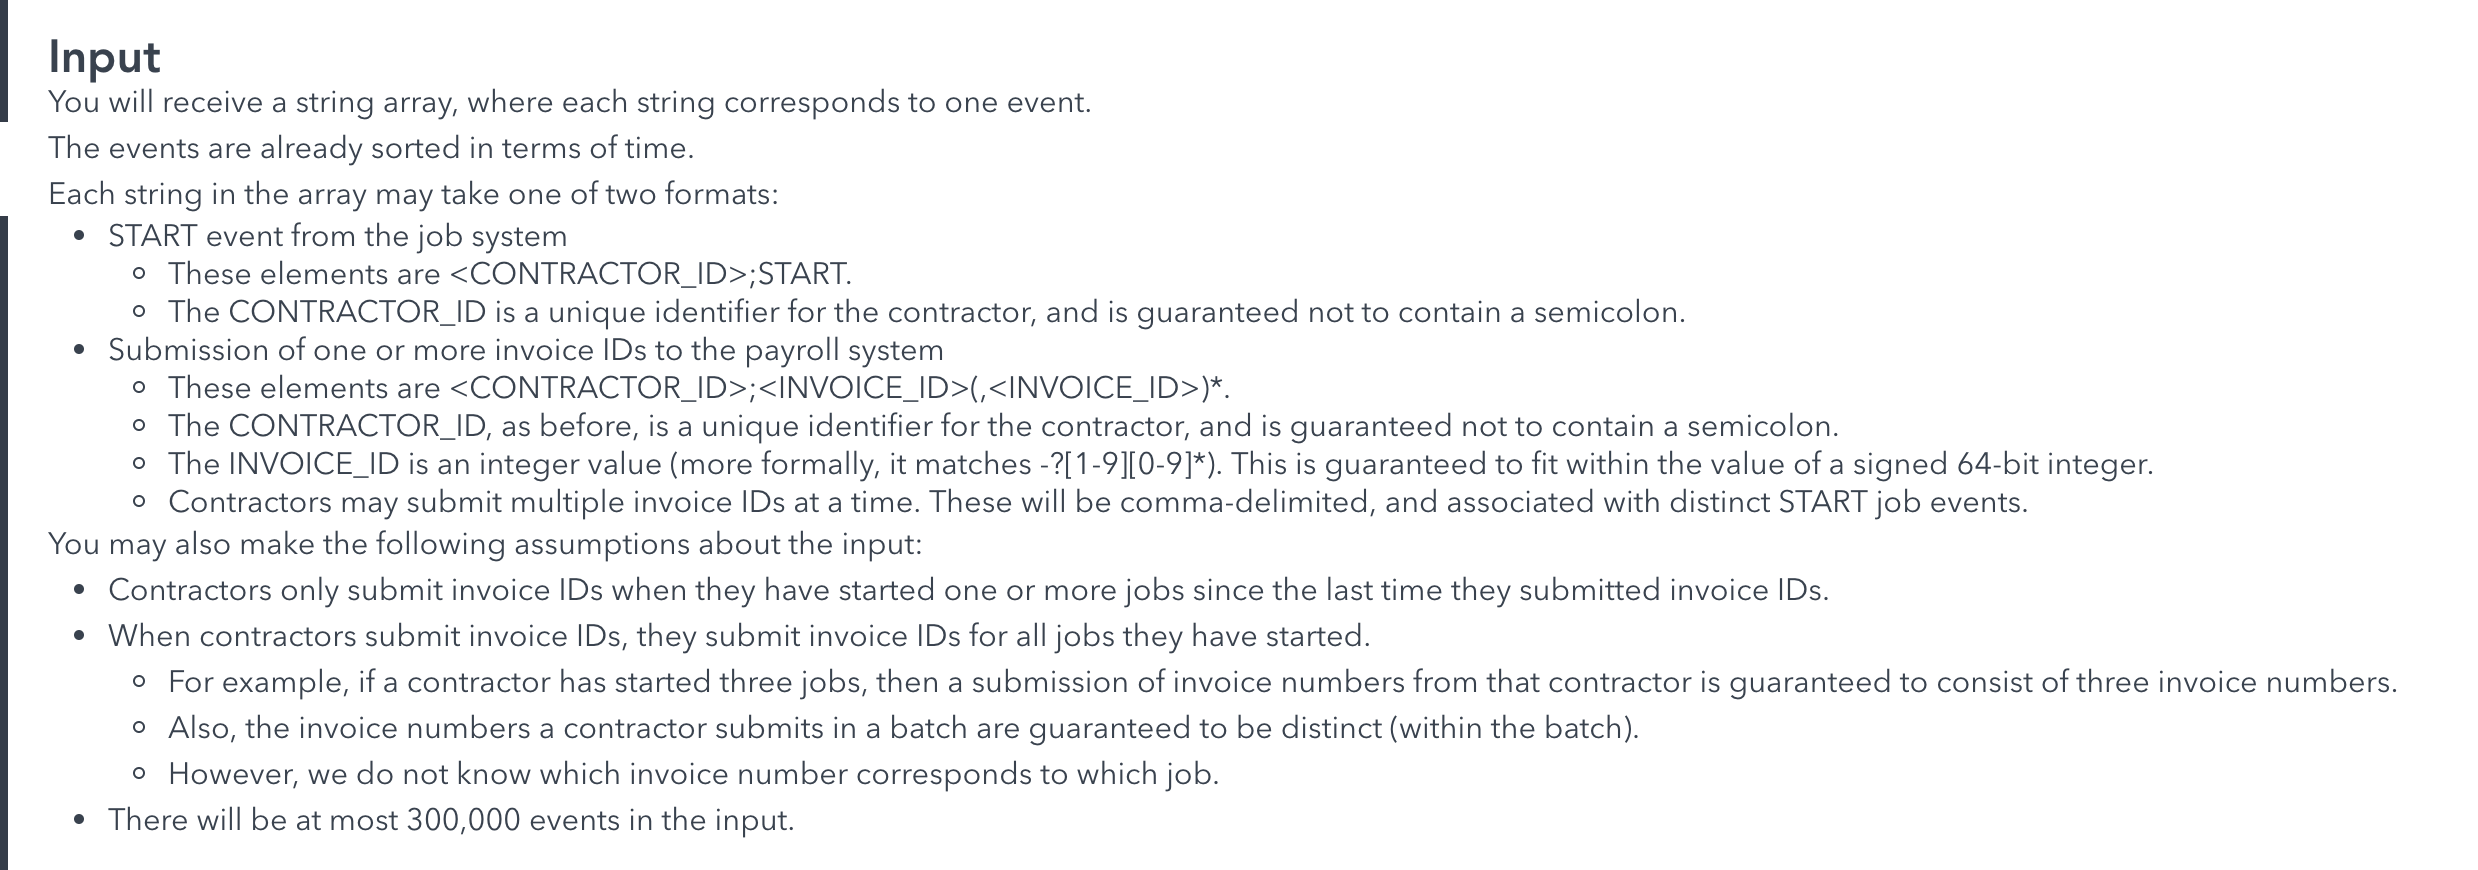 Input
You will receive a string array, where each string corresponds to one event.
The events are already sorted in terms of time.
Each string in the array may take one of two formats:
• START event from the job system
◦ These elements are <CONTRACTOR_ID>;START.
◦ The CONTRACTOR_ID is a unique identifier for the contractor, and is guaranteed not to contain a semicolon.
• Submission of one or more invoice IDs to the payroll system
◦ These elements are <CONTRACTOR_ID>;<INVOICE_ID>(,<INVOICE_ID>)*.
◦ The CONTRACTOR_ID, as before, is a unique identifier for the contractor, and is guaranteed not to contain a semicolon.
◦ The INVOICE_ID is an integer value (more formally, it matches -?[1-9][0-9]*). This is guaranteed to fit within the value of a signed 64-bit integer.
◦ Contractors may submit multiple invoice IDs at a time. These will be comma-delimited, and associated with distinct START job events.
You may also make the following assumptions about the input:
• Contractors only submit invoice IDs when they have started one or more jobs since the last time they submitted invoice IDs.
• When contractors submit invoice IDs, they submit invoice IDs for all jobs they have started.
◦ For example, if a contractor has started three jobs, then a submission of invoice numbers from that contractor is guaranteed to consist of three invoice numbers.
◦ Also, the invoice numbers a contractor submits in a batch are guaranteed to be distinct (within the batch).
◦ However, we do not know which invoice number corresponds to which job.
• There will be at most 300,000 events in the input.